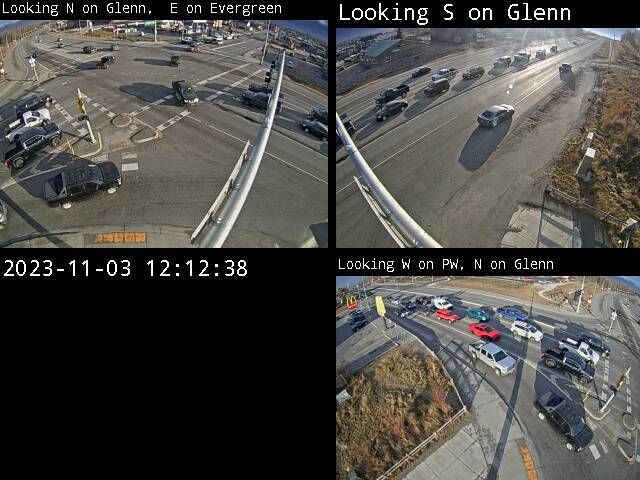 Looking N on Glenn,  E on Evergreen
Looking S on Glenn
2023-11-03 12:12:38
Looking W on PW, N on Glenn